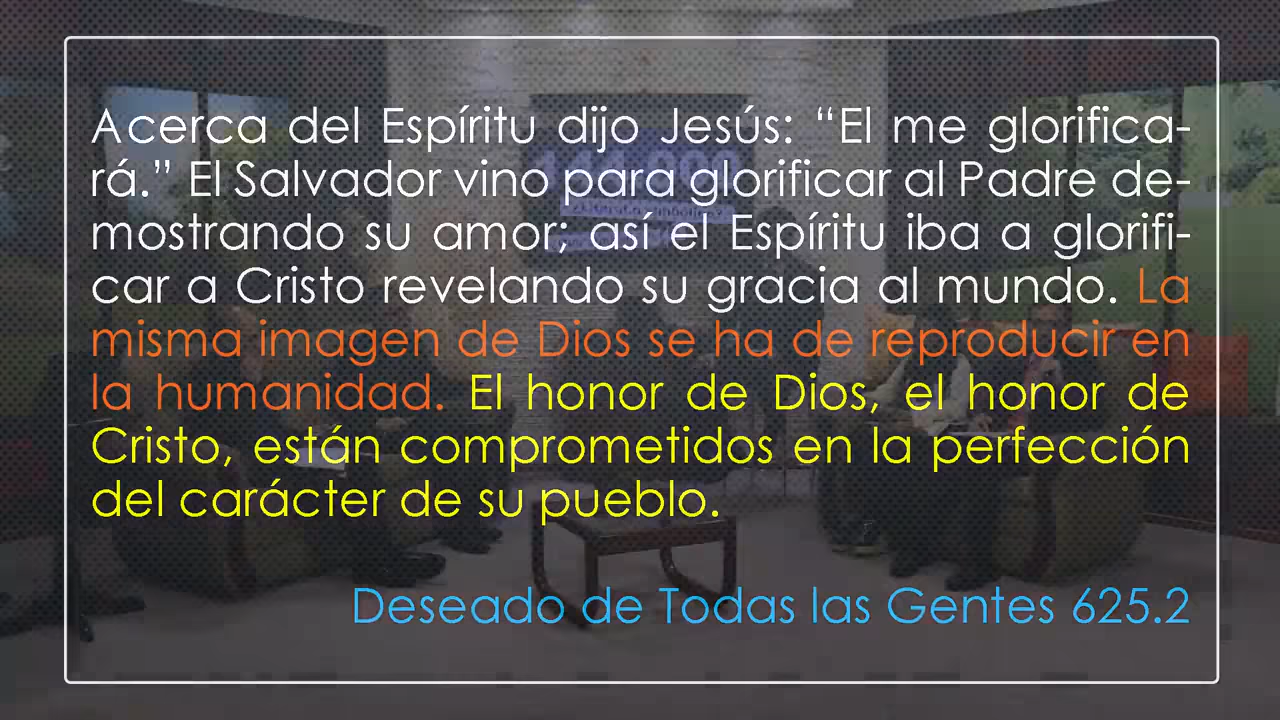 Acerca del Espíritu dijo Jesús: “El me glorifica-
rá.” El Salvador vino para glorificar al Padre de-
mostrando su amor; así el Espíritu iba a glorifi-
car a Cristo revelando su gracia al mundo. La
misma imagen de Dios se ha de reproducir en
la humanidad. El honor de Dios, el honor de
Cristo, están comprometidos en la perfección
del carácter de su pueblo.
Deseado de Todas las Gentes 625.2
144,000